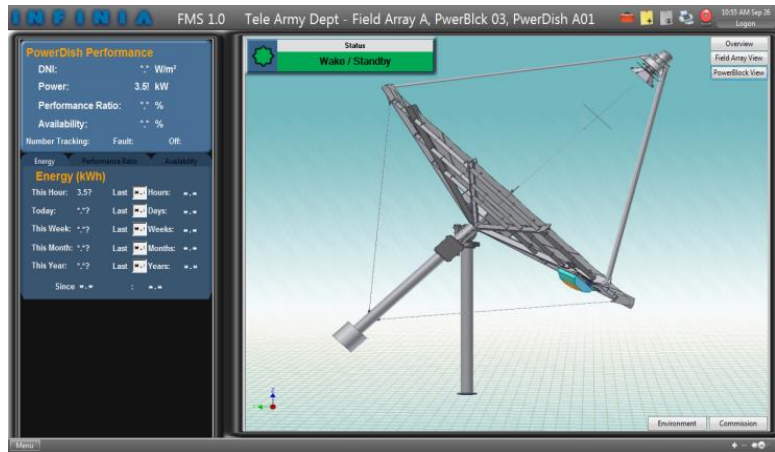 INFINIA FMS 1.0 Tele Army Dept - Field Array A, PwerBlck 03, PwerDish A01 10:55 AM Sep 26
Logon
PowerDish Performance
DNI: *.* W/m²
Power: 3.5? kW
Performance Ratio: *.* %
Availability: *.* %
Number Tracking: Fault: Off:
Energy Performance Ratio Availability
Energy (kWh)
This Hour: 3.5? Last *.* Hours: *.*
Today: *.*? Last *.* Days: *.*
This Week: *.*? Last *.* Weeks: *.*
This Month: *.*? Last *.* Months: *.*
This Year: *.*? Last *.* Years: *.*
Since *.* : *.*
Status
Wake / Standby
Overview
Field Array View
PowerBlock View
Z
Environment Commission
Menu